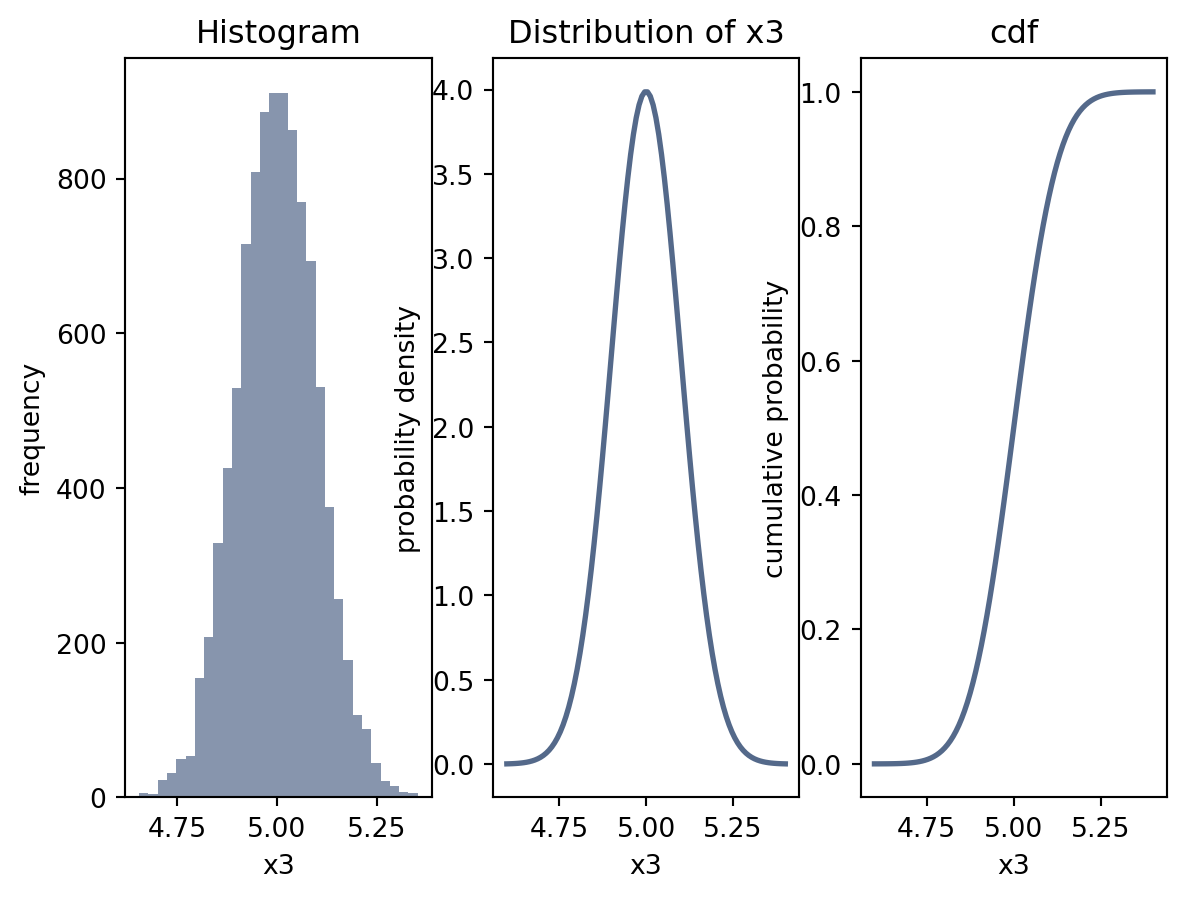 Histogram
frequency
800
600
400
200
0
4.75 5.00 5.25
x3
Distribution of x3
probability density
4.0
3.5
3.0
2.5
2.0
1.5
1.0
0.5
0.0
4.75 5.00 5.25
x3
cdf
cumulative probability
1.0
0.8
0.6
0.4
0.2
0.0
4.75 5.00 5.25
x3